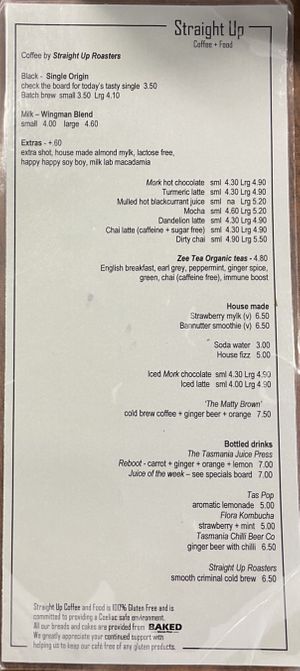 Straight Up
Coffee + Food
Coffee by Straight Up Roasters
Black - Single Origin
check the board for today's tasty single 3.50
Batch brew small 3.50 Lrg 4.10
Milk – Wingman Blend
small 4.00 large 4.60
Extras - +.60
extra shot, house made almond mylk, lactose free,
happy happy soy boy, milk lab macadamia
Mork hot chocolate sml 4.30 Lrg 4.90
Turmeric latte sml 4.30 Lrg 4.90
Mulled hot blackcurrant juice sml na Lrg 5.20
Mocha sml 4.60 Lrg 5.20
Dandelion latte sml 4.30 Lrg 4.90
Chai latte (caffeine + sugar free) sml 4.30 Lrg 4.90
Dirty chai sml 4.90 Lrg 5.50
Zee Tea Organic teas - 4.80
English breakfast, earl grey, peppermint, ginger spice,
green, chai (caffeine free), immune boost
House made
Strawberry mylk (v) 6.50
Bannutter smoothie (v) 6.50
Soda water 3.00
House fizz 5.00
Iced Mork chocolate sml 4.30 Lrg 4.90
Iced latte sml 4.00 Lrg 4.90
'The Matty Brown'
cold brew coffee + ginger beer + orange 7.50
Bottled drinks
The Tasmania Juice Press
Reboot - carrot + ginger + orange + lemon 7.00
Juice of the week – see specials board 7.00
Tas Pop
aromatic lemonade 5.00
Flora Kombucha
strawberry + mint 5.00
Tasmania Chilli Beer Co
ginger beer with chilli 6.50
Straight Up Roasters
smooth criminal cold brew 6.50
Straight Up Coffee and Food is 100% Gluten Free and is
committed to providing a Coeliac safe environment.
All our breads and cakes are provided from BAKED
We greatly appreciate your continued support with
helping us to keep our café free of any gluten products.